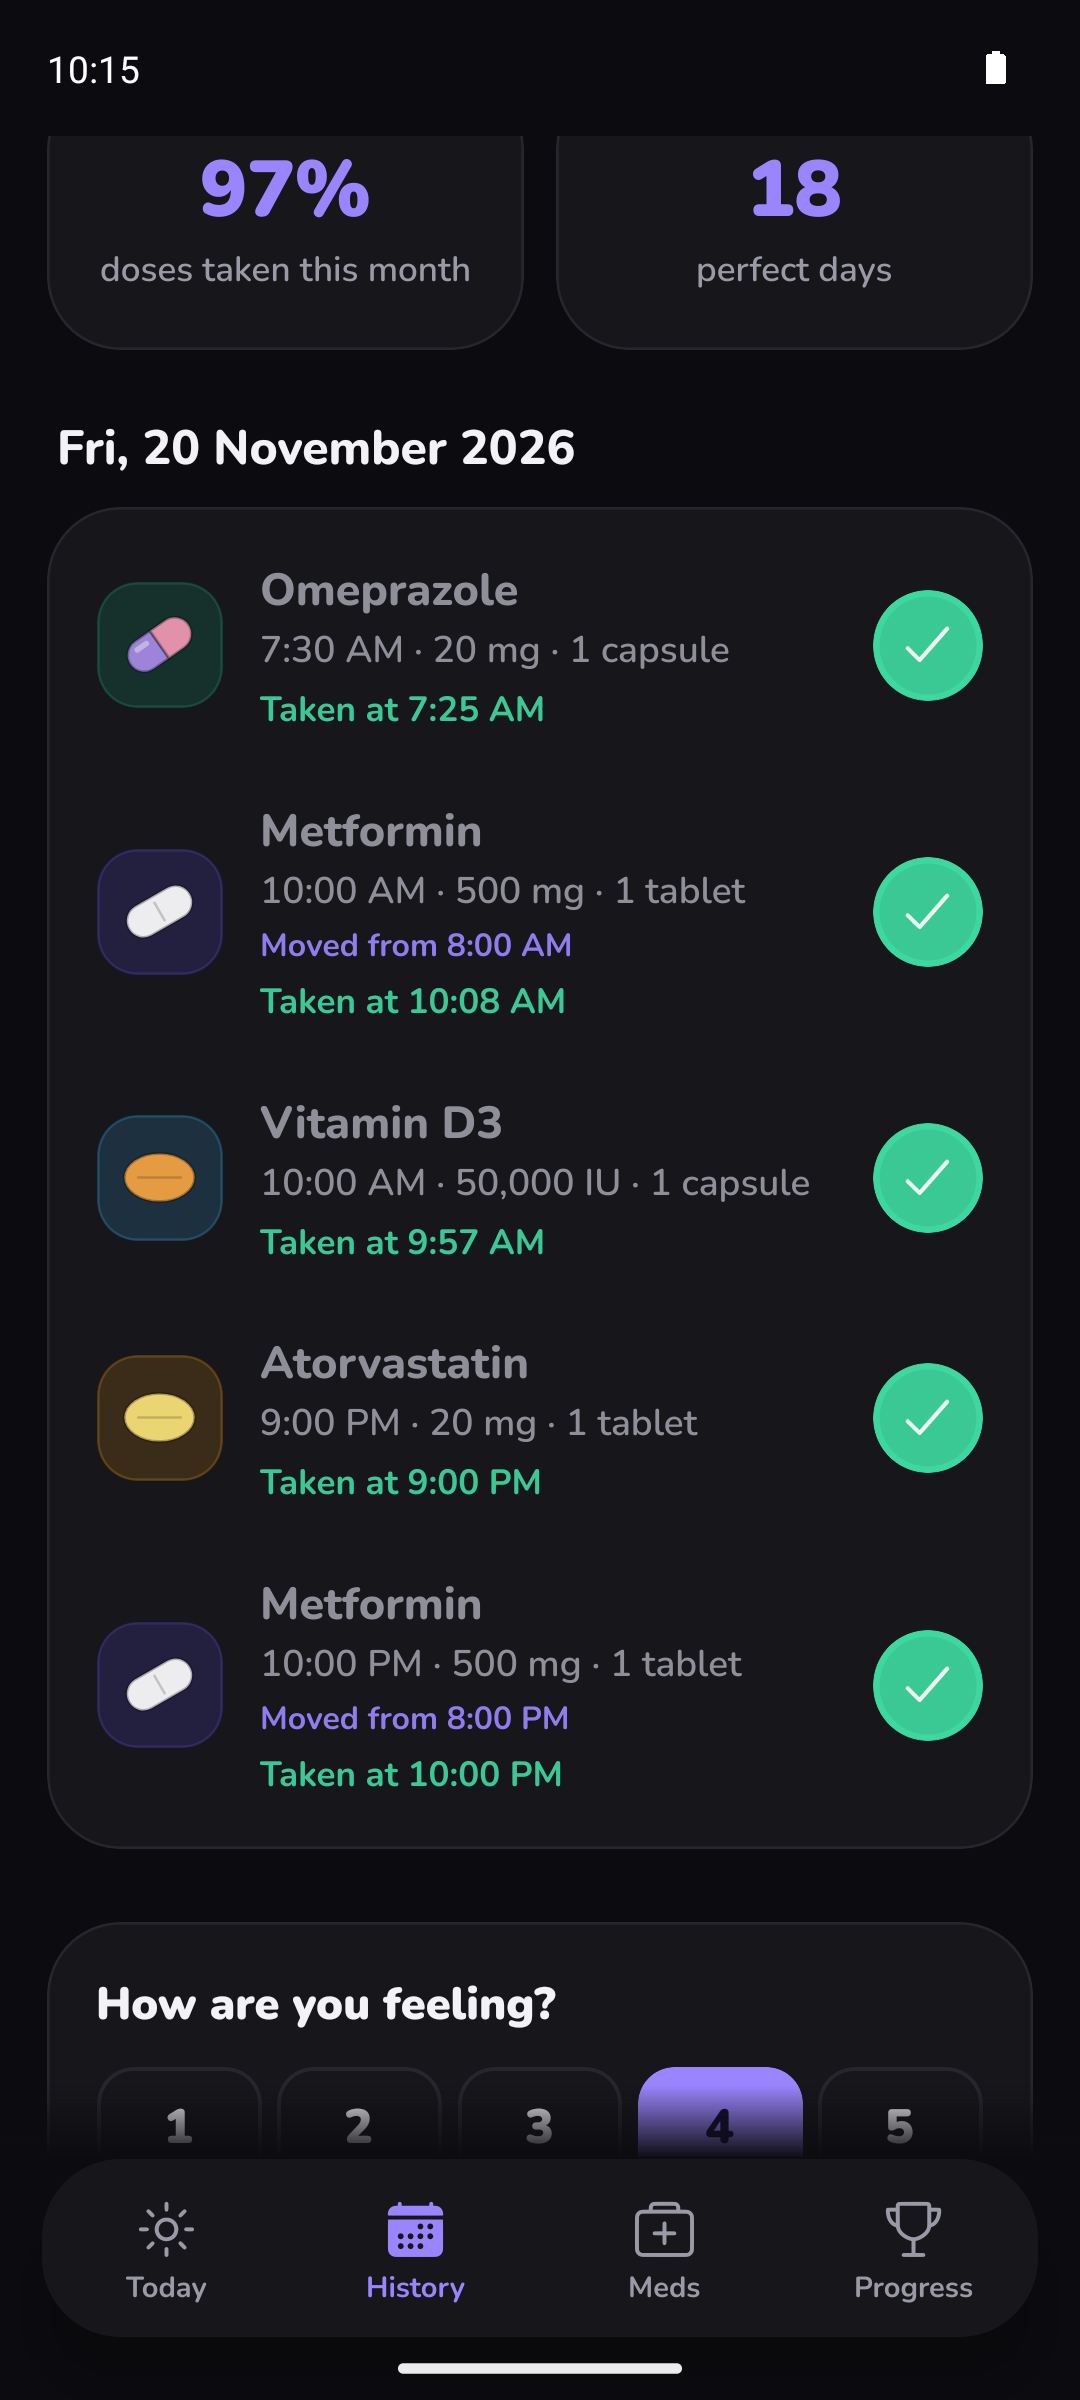 10:15
97%
doses taken this month
18
perfect days
Fri, 20 November 2026
Omeprazole
7:30 AM · 20 mg · 1 capsule
Taken at 7:25 AM
Metformin
10:00 AM · 500 mg · 1 tablet
Moved from 8:00 AM
Taken at 10:08 AM
Vitamin D3
10:00 AM · 50,000 IU · 1 capsule
Taken at 9:57 AM
Atorvastatin
9:00 PM · 20 mg · 1 tablet
Taken at 9:00 PM
Metformin
10:00 PM · 500 mg · 1 tablet
Moved from 8:00 PM
Taken at 10:00 PM
How are you feeling?
1 2 3 4 5
Today History Meds Progress